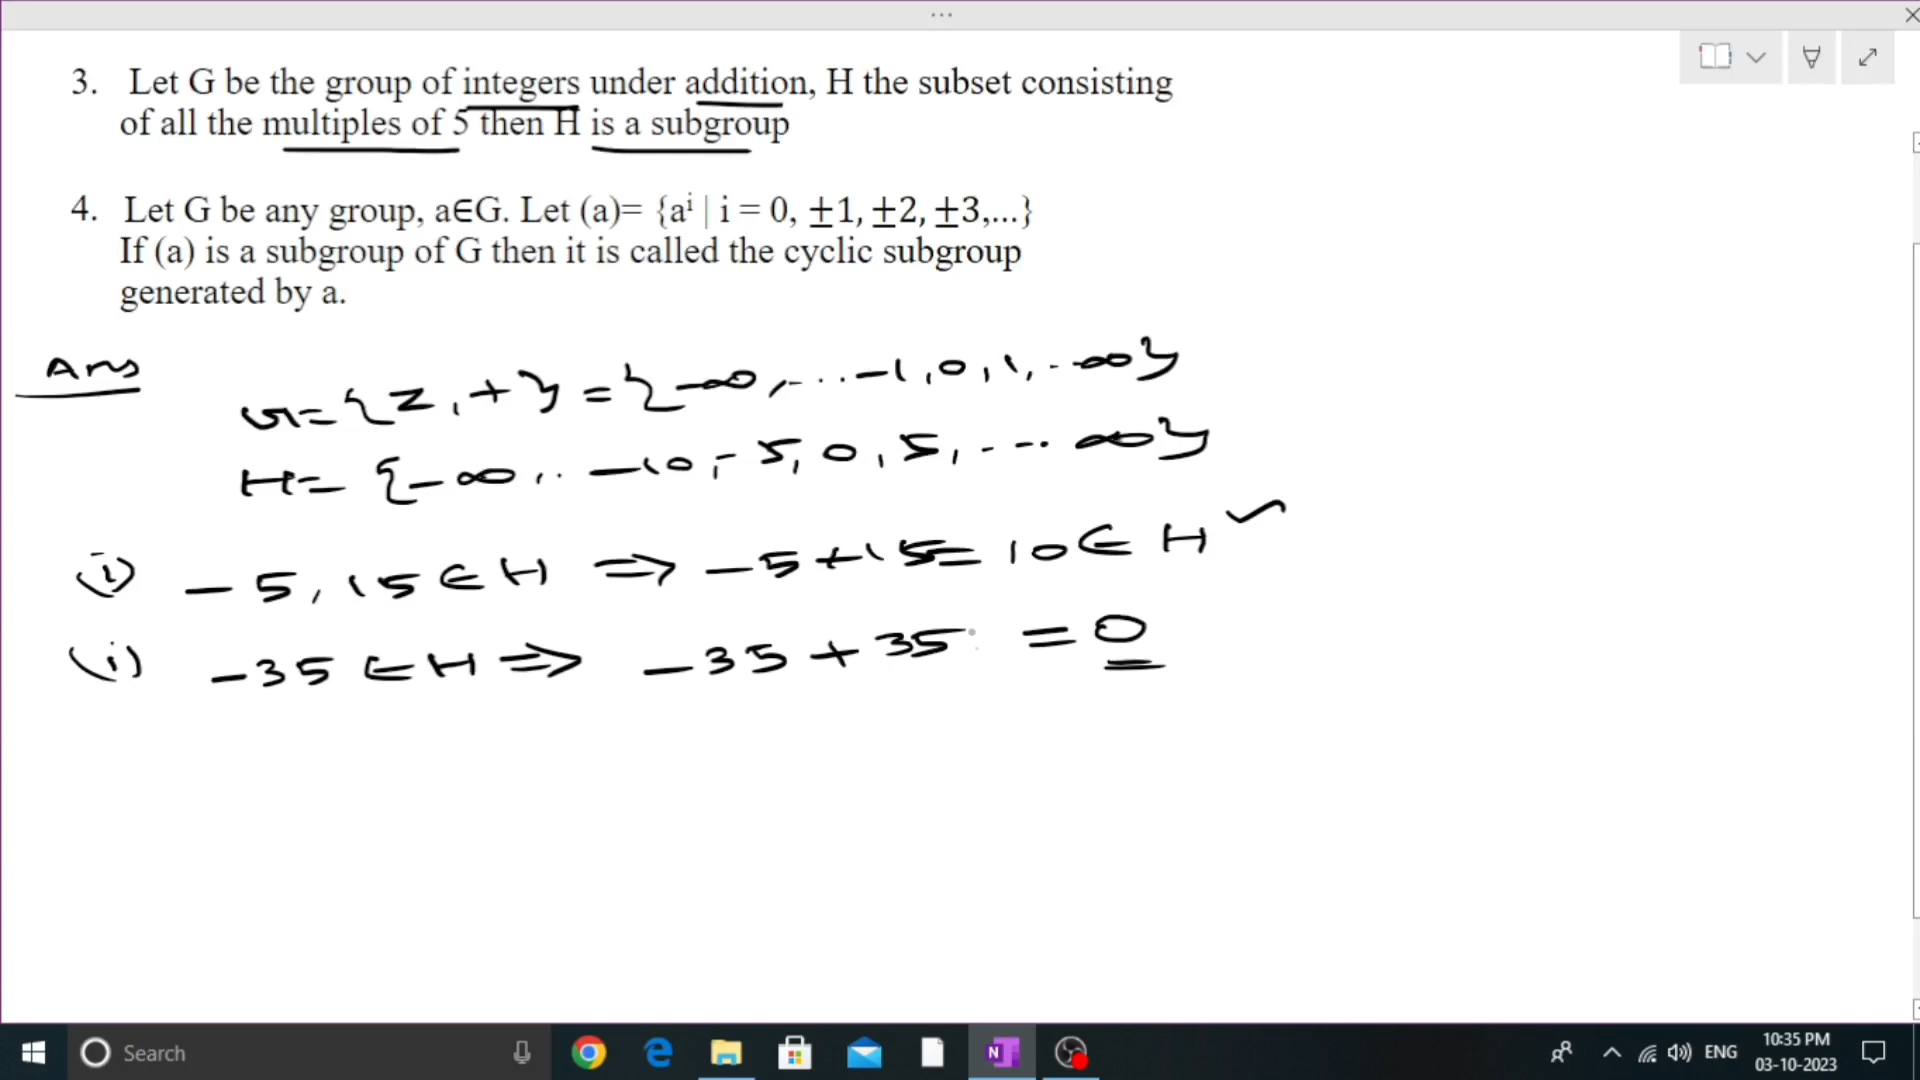 ...
3. Let G be the group of integers under addition, H the subset consisting
of all the multiples of 5 then H is a subgroup
4. Let G be any group, a∈G. Let (a)= {aⁱ | i = 0, ±1, ±2, ±3,...}
If (a) is a subgroup of G then it is called the cyclic subgroup
generated by a.
Ans
G={Z,+}={-∞,...-1,0,1,..∞}
H={-∞,..-10,-5,0,5,-...∞}
(i) -5,15∈H ⇒ -5+15=10∈H ✓
(i) -35∈H ⇒ -35+35=0
Search
ENG
10:35 PM
03-10-2023